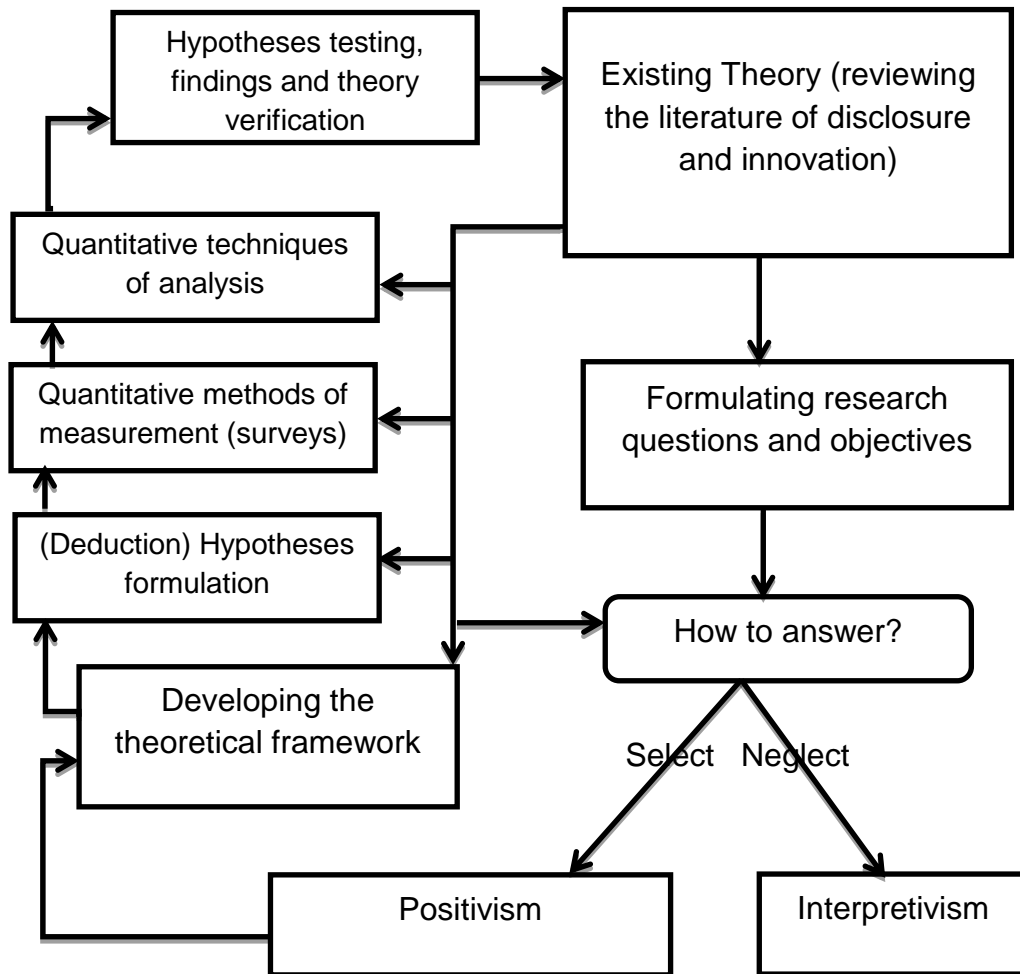 Hypotheses testing,
findings and theory
verification
Existing Theory (reviewing
the literature of disclosure
and innovation)
Quantitative techniques
of analysis
Quantitative methods of
measurement (surveys)
Formulating research
questions and objectives
(Deduction) Hypotheses
formulation
How to answer?
Developing the
theoretical framework
Select Neglect
Positivism
Interpretivism